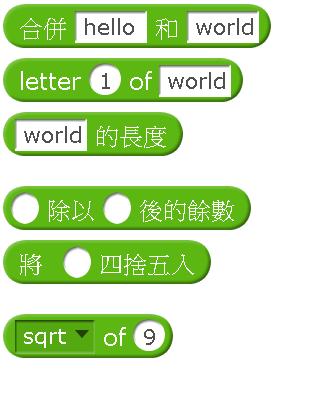 合併 hello 和 world
letter 1 of world
world 的長度
除以 後的餘數
將 四捨五入
sqrt of 9